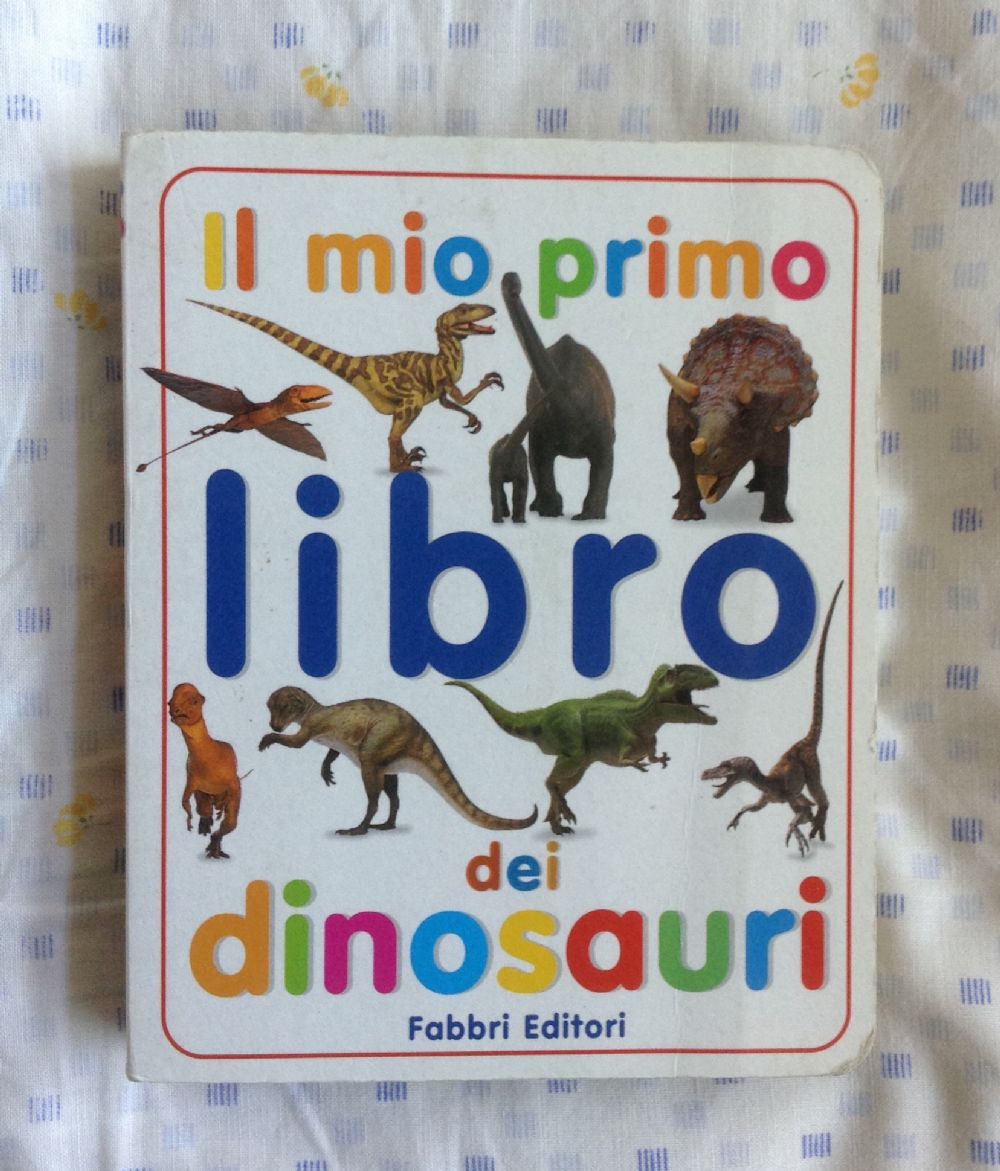 Il mio primo
libro
dei
dinosauri
Fabbri Editori